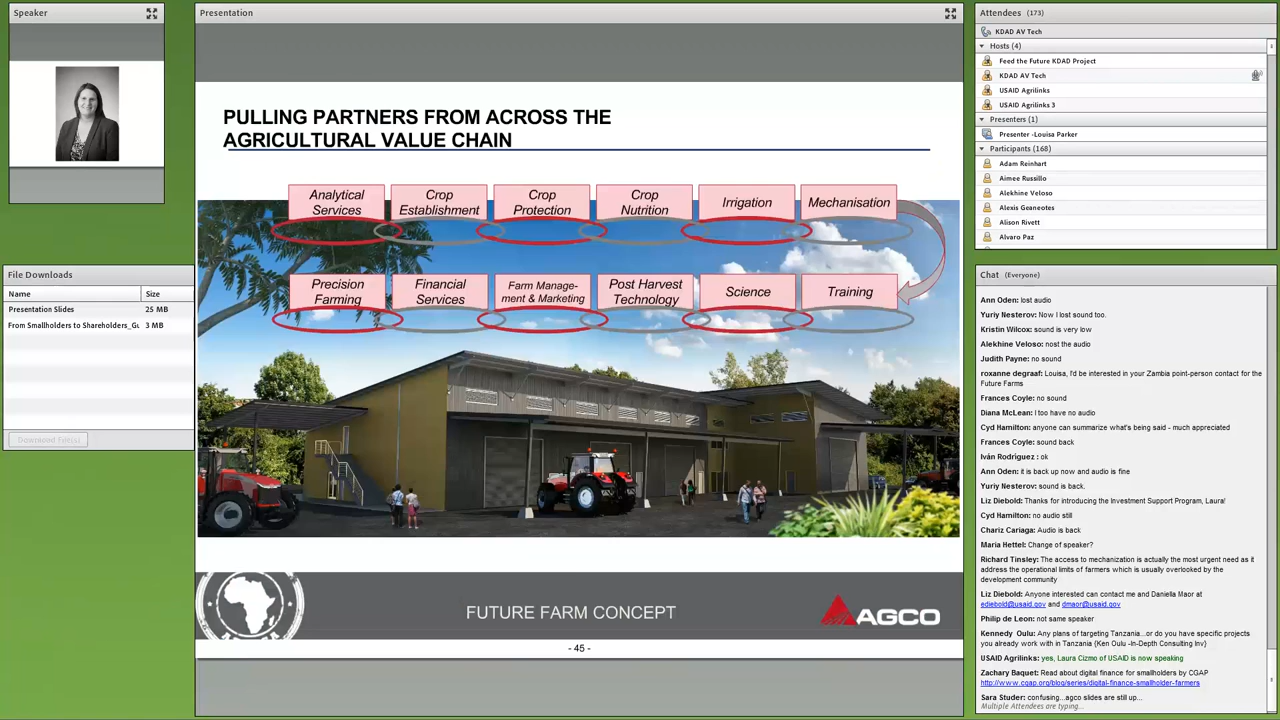 Speaker
Presentation
PULLING PARTNERS FROM ACROSS THE
AGRICULTURAL VALUE CHAIN
Analytical
Services
Crop
Establishment
Crop
Protection
Crop
Nutrition
Irrigation
Mechanisation
Precision
Farming
Financial
Services
Farm Manage-
ment & Marketing
Post Harvest
Technology
Science
Training
FUTURE FARM CONCEPT
AGCO
- 45 -
File Downloads
Name Size
Presentation Slides 25 MB
From Smallholders to Shareholders_Gu 3 MB
Download File(s)
Attendees (173)
KDAD AV Tech
Hosts (4)
Feed the Future KDAD Project
KDAD AV Tech
USAID Agrilinks
USAID Agrilinks 3
Presenters (1)
Presenter -Louisa Parker
Participants (168)
Adam Reinhart
Aimee Russillo
Alekhine Veloso
Alexis Geaneotes
Alison Rivett
Alvaro Paz
Chat (Everyone)
Ann Oden: lost audio
Yuriy Nesterov: Now I lost sound too.
Kristin Wilcox: sound is very low
Alekhine Veloso: nost the audio
Judith Payne: no sound
roxanne degraaf: Louisa, I'd be interested in your Zambia point-person contact for the
Future Farms
Frances Coyle: no sound
Diana McLean: I too have no audio
Cyd Hamilton: anyone can summarize what's being said - much appreciated
Frances Coyle: sound back
Iván Rodríguez : ok
Ann Oden: it is back up now and audio is fine
Yuriy Nesterov: sound is back.
Liz Diebold: Thanks for introducing the Investment Support Program, Laura!
Cyd Hamilton: no audio still
Chariz Cariaga: Audio is back
Maria Hettel: Change of speaker?
Richard Tinsley: The access to mechanization is actually the most urgent need as it
address the operational limits of farmers which is usually overlooked by the
development community
Liz Diebold: Anyone interested can contact me and Daniella Maor at
ediebold@usaid.gov and dmaor@usaid.gov
Philip de Leon: not same speaker
Kennedy Oulu: Any plans of targeting Tanzania...or do you have specific projects
you already work with in Tanzania {Ken Oulu -In-Depth Consulting Inv}
USAID Agrilinks: yes, Laura Cizmo of USAID is now speaking
Zachary Baquet: Read about digital finance for smallholders by CGAP
http://www.cgap.org/blog/series/digital-finance-smallholder-farmers
Sara Studer: confusing...agco slides are still up...
Multiple Attendees are typing...